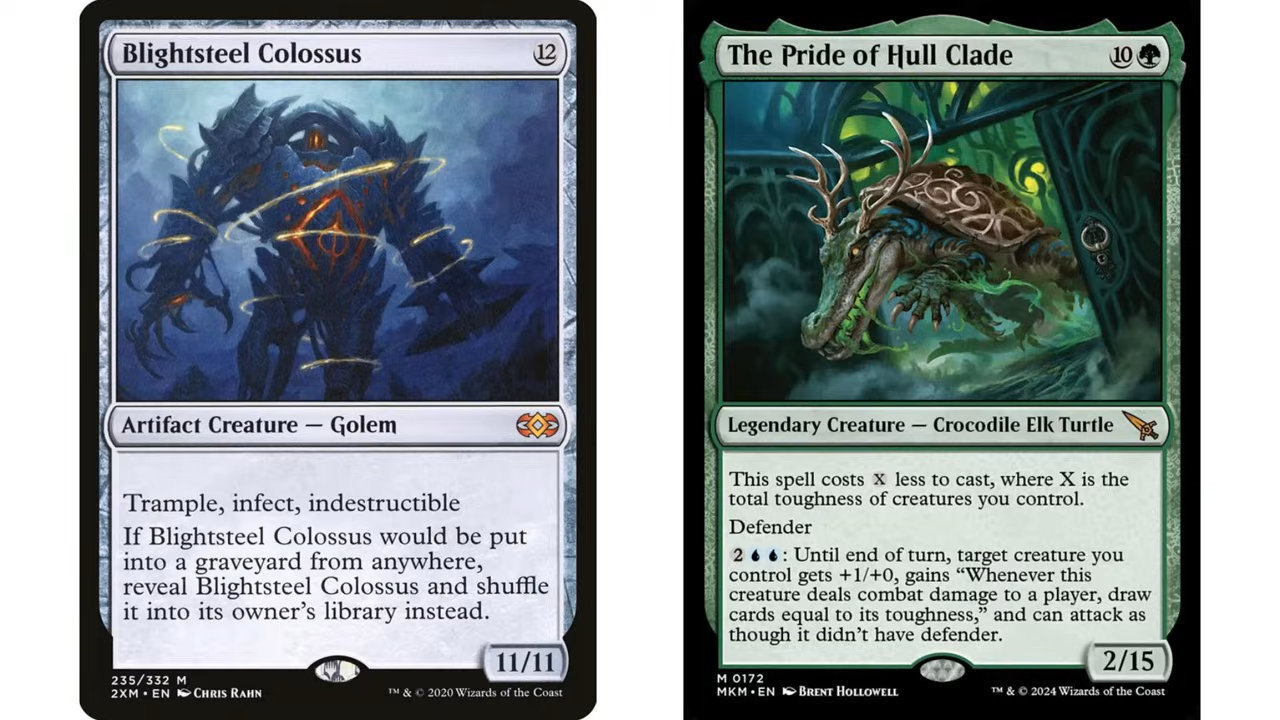 Blightsteel Colossus 12
Artifact Creature — Golem
Trample, infect, indestructible
If Blightsteel Colossus would be put
into a graveyard from anywhere,
reveal Blightsteel Colossus and shuffle
it into its owner's library instead.
11/11
235/332 M
2XM • EN Chris Rahn
™ & © 2020 Wizards of the Coast
The Pride of Hull Clade 10
Legendary Creature — Crocodile Elk Turtle
This spell costs X less to cast, where X is the
total toughness of creatures you control.
Defender
2 : Until end of turn, target creature you
control gets +1/+0, gains “Whenever this
creature deals combat damage to a player, draw
cards equal to its toughness,” and can attack as
though it didn't have defender.
2/15
M 0172
MKM • EN Brent Hollowell
™ & © 2024 Wizards of the Coast